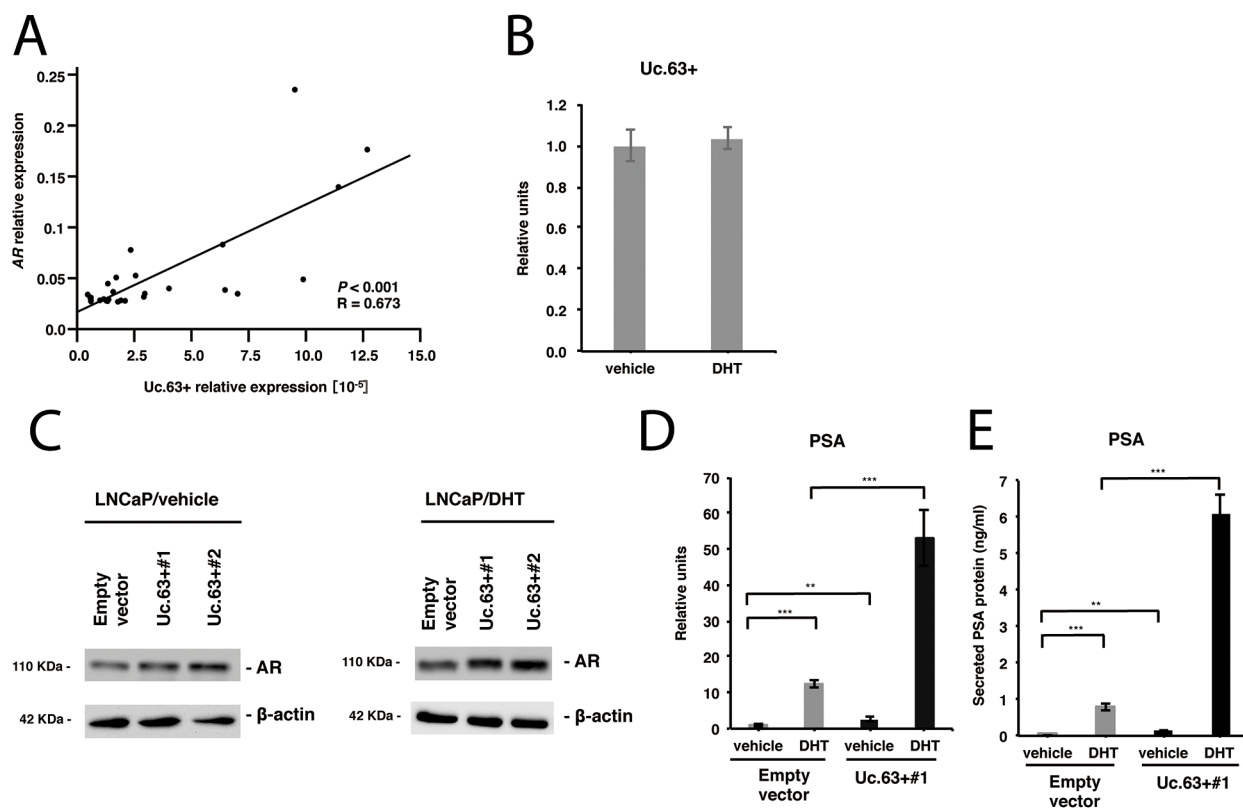 A
AR relative expression
0.25
0.2
0.15
0.1
0.05
0.0
0.0 2.5 5.0 7.5 10.0 12.5 15.0
P < 0.001
R = 0.673
Uc.63+ relative expression [10-5]
B
Uc.63+
Relative units
1.2
1.0
0.8
0.6
0.4
0.2
0.0
vehicle DHT
C
LNCaP/vehicle
Empty
vector
Uc.63+#1
Uc.63+#2
110 KDa -
- AR
42 KDa -
- β-actin
LNCaP/DHT
Empty
vector
Uc.63+#1
Uc.63+#2
110 KDa -
- AR
42 KDa -
- β-actin
D
PSA
Relative units
70
60
50
40
30
20
10
0
***
**
***
vehicle DHT vehicle DHT
Empty
vector
Uc.63+#1
E
PSA
Secreted PSA protein (ng/ml)
7
6
5
4
3
2
1
0
***
**
***
vehicle DHT vehicle DHT
Empty
vector
Uc.63+#1